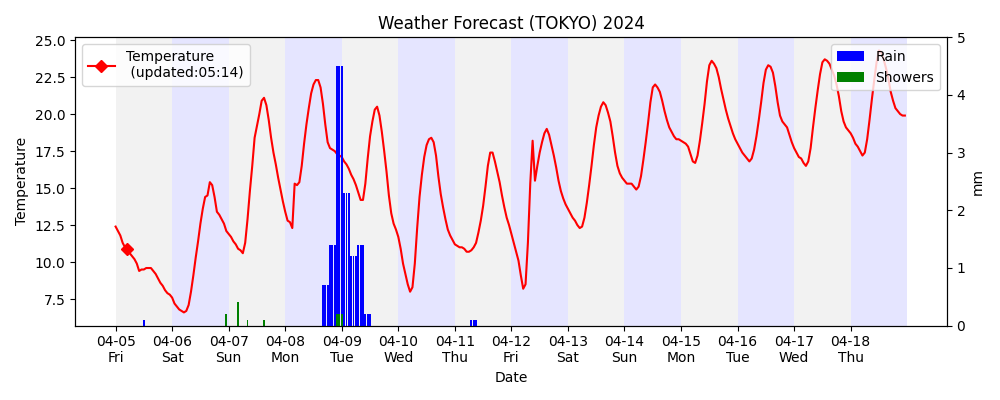 Weather Forecast (TOKYO) 2024
Temperature
(updated:05:14)
Rain
Showers
Temperature
25.0
22.5
20.0
17.5
15.0
12.5
10.0
7.5
5
4
3
2
1
0
mm
04-05 04-06 04-07 04-08 04-09 04-10 04-11 04-12 04-13 04-14 04-15 04-16 04-17 04-18
Fri Sat Sun Mon Tue Wed Thu Fri Sat Sun Mon Tue Wed Thu
Date